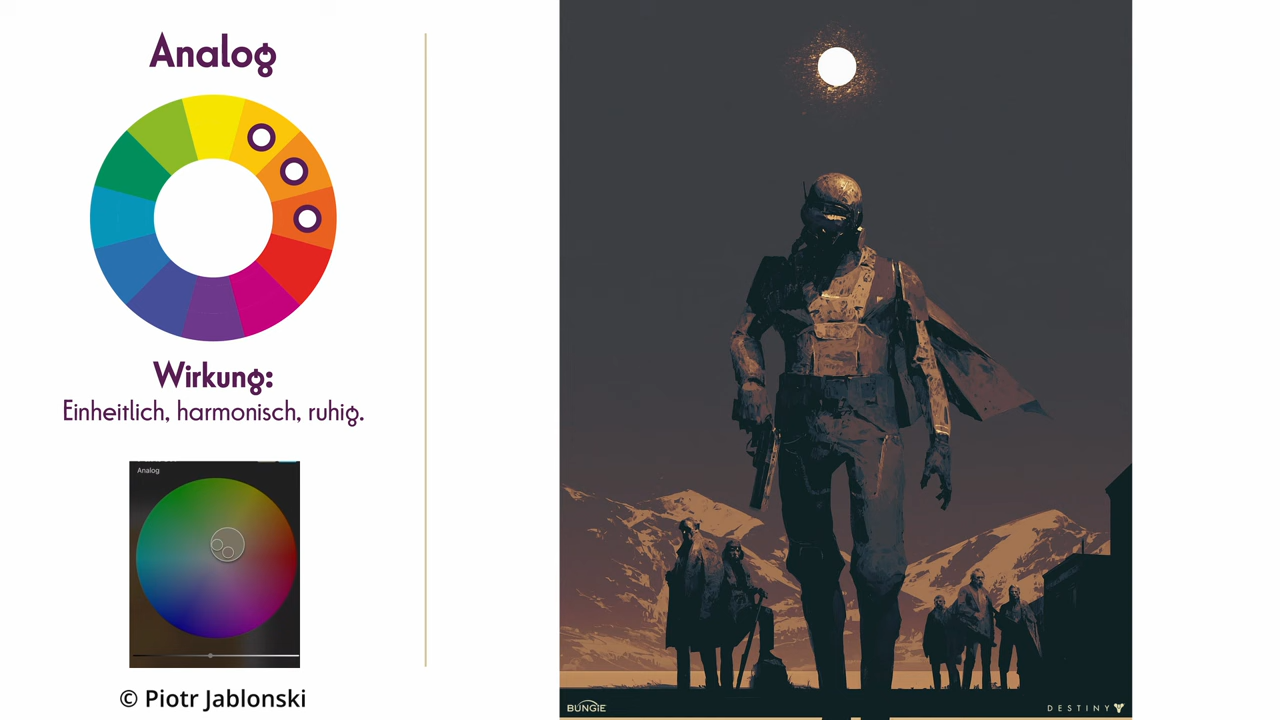 Analog
Wirkung:
Einheitlich, harmonisch, ruhig.
Analog
© Piotr Jablonski
BUNGIE
DESTINY